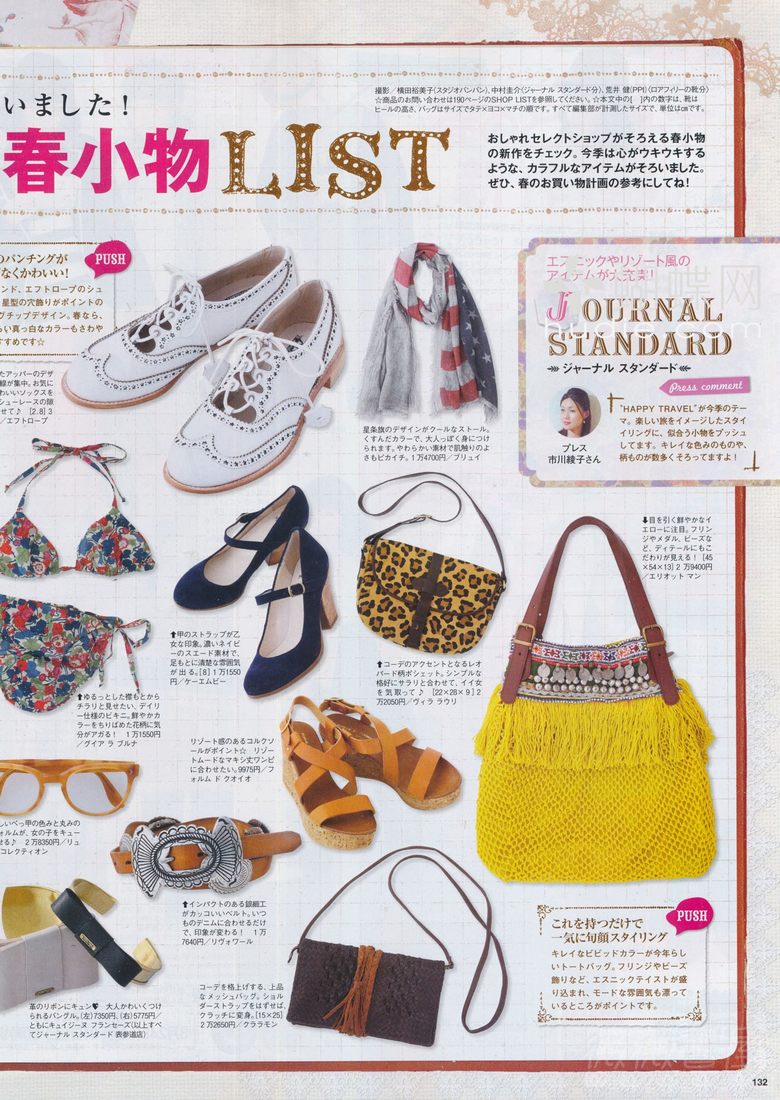 撮影／横田裕美子(スタジオバンバン)、中村圭介(ジャーナル スタンダード分)、荒井 健(PPI)(ロアフィリーの靴分)
☆商品のお問い合わせは190ページのSHOP LISTを参照してください。☆本文中の[　]内の数字は、靴は
ヒールの高さ、バッグはサイズでタテ×ヨコ×マチの順です。すべて編集部が計測したサイズで、単位は㎝です。
いました！
春小物LIST
おしゃれセレクトショップがそろえる春小物
の新作をチェック。今季は心がウキウキする
ような、カラフルなアイテムがそろいました。
ぜひ、春のお買い物計画の参考にしてね！
のパンチングが
なくかわいい！
PUSH
ンド、エフトローブのシュ
星型の穴飾りがポイントの
グチップデザイン。春なら、
らい真っ白なカラーもさわや
すすめです☆
たアッパーのデザ
線が集中。お気に
わいいソックスを
シューレースの隙
せて♪ [2.8] 3
／エフトローブ
星条旗のデザインがクールなストール。
くすんだカラーで、大人っぽく身につけ
られます。やわらかい素材で肌触りのよ
さもピカイチ。1万4700円／ブリュイ
エスニックやリゾート風の
アイテムが大充実！
JOURNAL
STANDARD
ジャーナル スタンダード
Press comment
プレス
市川綾子さん
“HAPPY TRAVEL”が今季のテー
マ。楽しい旅をイメージしたスタイ
イリングに、似合う小物をプッシュ
してます。キレイな色みのものや、
柄ものが数多くそろってますよ！
⬇目を引く鮮やかなイ
エローに注目。フリン
ジやメダル、ビーズな
ど、ディテールにもこ
だわりが見える！ [45
×54×13] 2万9400円
／エリオット マン
⬆甲のストラップが乙
女な印象。濃いネイビ
ーのスエード素材で、
足もとに清楚な雰囲気
が出る。[8] 1万1550
円／ケーエムビー
⬆コーデのアクセントとなるレオ
パード柄ポシェット。シンプルな
格好にサラリと合わせて、イイ女
を気取って♪ [22×28×9] 2
万2050円／ヴィラ ラウリ
⬆ゆるっとした襟もとから
チラリと見せたい、デイリ
ー仕様のビキニ。鮮やかカ
ラーをちりばめた花柄に気
分がアガる！ 1万1550円
／グイア ラ ブルナ
リゾート感のあるコルクソ
ールがポイント☆ リゾー
トムードなマキシ丈ワンピ
に合わせたい。9975円／フ
ォルム ド クオイオ
しいべっ甲の色みと丸みの
ォルムが、女の子をキュー
せる♪ 2万8350円／リュ
コレクティオン
⬆インパクトのある銀細工
がカッコいいベルト。いつ
ものデニムに合わせるだけ
で、印象が変わる！ 1万
7640円／リヴォワール
コーデを格上げする、上品
なメッシュバッグ。ショル
ダーストラップをはずせば、
クラッチに変身。[15×25]
2万2650円／クララモン
革のリボンにキュン♥ 大人かわいくつけ
られるバングル。(左)7350円、(右)5775円／
ともにキュイジーヌ フランセーズ(以上すべ
てジャーナル スタンダード 表参道店)
PUSH
これを持つだけで
一気に旬顔スタイリング
キレイなビビッドカラーが今年らし
いトートバッグ。フリンジやビーズ
飾りなど、エスニックテイストが盛
り込まれ、モードな雰囲気も漂って
いるところがポイントです。
132